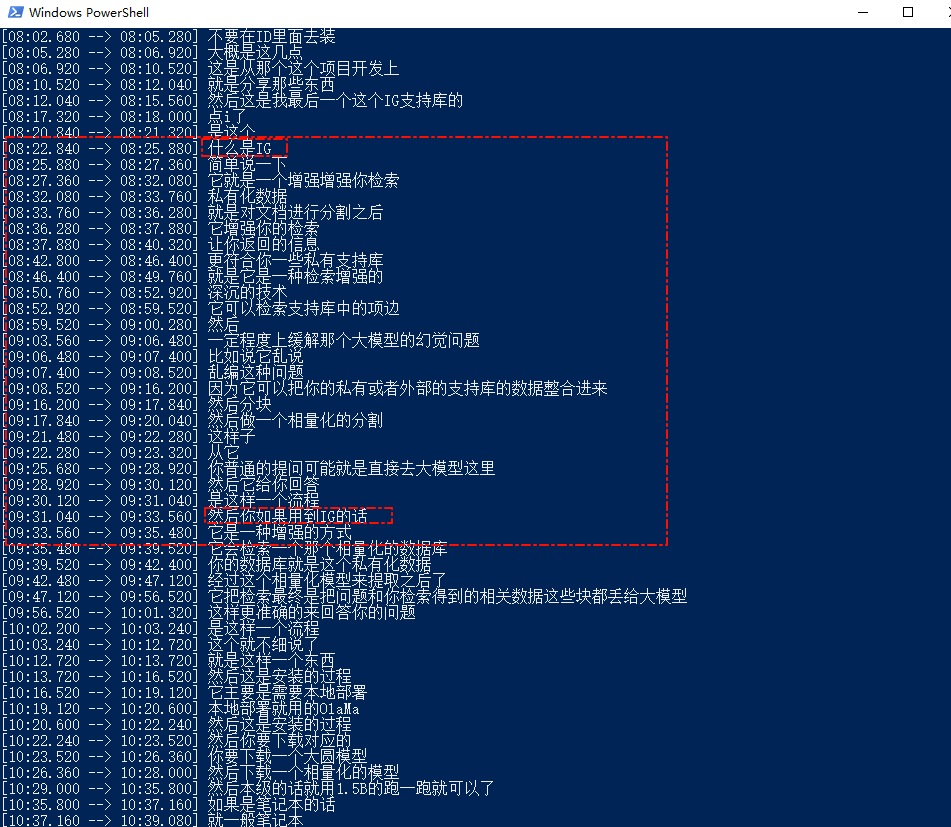 Windows PowerShell
[08:02.680 --> 08:05.280] 不要在ID里面去装
[08:05.280 --> 08:06.920] 大概是这几点
[08:06.920 --> 08:10.520] 这是从那个这个项目开发上
[08:10.520 --> 08:12.040] 就是分享那些东西
[08:12.040 --> 08:15.560] 然后这是我最后一个这个IG支持库的
[08:17.320 --> 08:18.000] 点i了
[08:20.840 --> 08:21.320] 是这个
[08:22.840 --> 08:25.880] 什么是IG
[08:25.880 --> 08:27.360] 简单说一下
[08:27.360 --> 08:32.080] 它就是一个增强增强你检索
[08:32.080 --> 08:33.760] 私有化数据
[08:33.760 --> 08:36.280] 就是对文档进行分割之后
[08:36.280 --> 08:37.880] 它增强你的检索
[08:37.880 --> 08:40.320] 让你返回的信息
[08:42.800 --> 08:46.400] 更符合你一些私有支持库
[08:46.400 --> 08:49.760] 就是它是一种检索增强的
[08:50.760 --> 08:52.920] 深沉的技术
[08:52.920 --> 08:59.520] 它可以检索支持库中的项边
[08:59.520 --> 09:00.280] 然后
[09:03.560 --> 09:06.480] 一定程度上缓解那个大模型的幻觉问题
[09:06.480 --> 09:07.400] 比如说它乱说
[09:07.400 --> 09:08.520] 乱编这种问题
[09:08.520 --> 09:16.200] 因为它可以把你的私有或者外部的支持库的数据整合进来
[09:16.200 --> 09:17.840] 然后分块
[09:17.840 --> 09:20.040] 然后做一个相量化的分割
[09:21.480 --> 09:22.280] 这样子
[09:22.280 --> 09:23.320] 从它
[09:25.680 --> 09:28.920] 你普通的提问可能就是直接去大模型这里
[09:28.920 --> 09:30.120] 然后它给你回答
[09:30.120 --> 09:31.040] 是这样一个流程
[09:31.040 --> 09:33.560] 然后你如果用到IG的话
[09:33.560 --> 09:35.480] 它是一种增强的方式
[09:35.480 --> 09:39.520] 它会检索一个那个相量化的数据库
[09:39.520 --> 09:42.400] 你的数据库就是这个私有化数据
[09:42.480 --> 09:47.120] 经过这个相量化模型来提取之后了
[09:47.120 --> 09:56.520] 它把检索最终是把问题和你检索得到的相关数据这些块都丢给大模型
[09:56.520 --> 10:01.320] 这样更准确的来回答你的问题
[10:02.200 --> 10:03.240] 是这样一个流程
[10:03.240 --> 10:12.720] 这个就不细说了
[10:12.720 --> 10:13.720] 就是这样一个东西
[10:13.720 --> 10:16.520] 然后这是安装的过程
[10:16.520 --> 10:19.120] 它主要是需要本地部署
[10:19.120 --> 10:20.600] 本地部署就用的OlaMa
[10:20.600 --> 10:22.240] 然后这是安装的过程
[10:22.240 --> 10:23.520] 然后你要下载对应的
[10:23.520 --> 10:26.360] 你要下载一个大圆模型
[10:26.360 --> 10:28.000] 然后下载一个相量化的模型
[10:29.000 --> 10:35.800] 然后本级的话就用1.5B的跑一跑就可以了
[10:35.800 --> 10:37.160] 如果是笔记本的话
[10:37.160 --> 10:39.080] 就一般笔记本